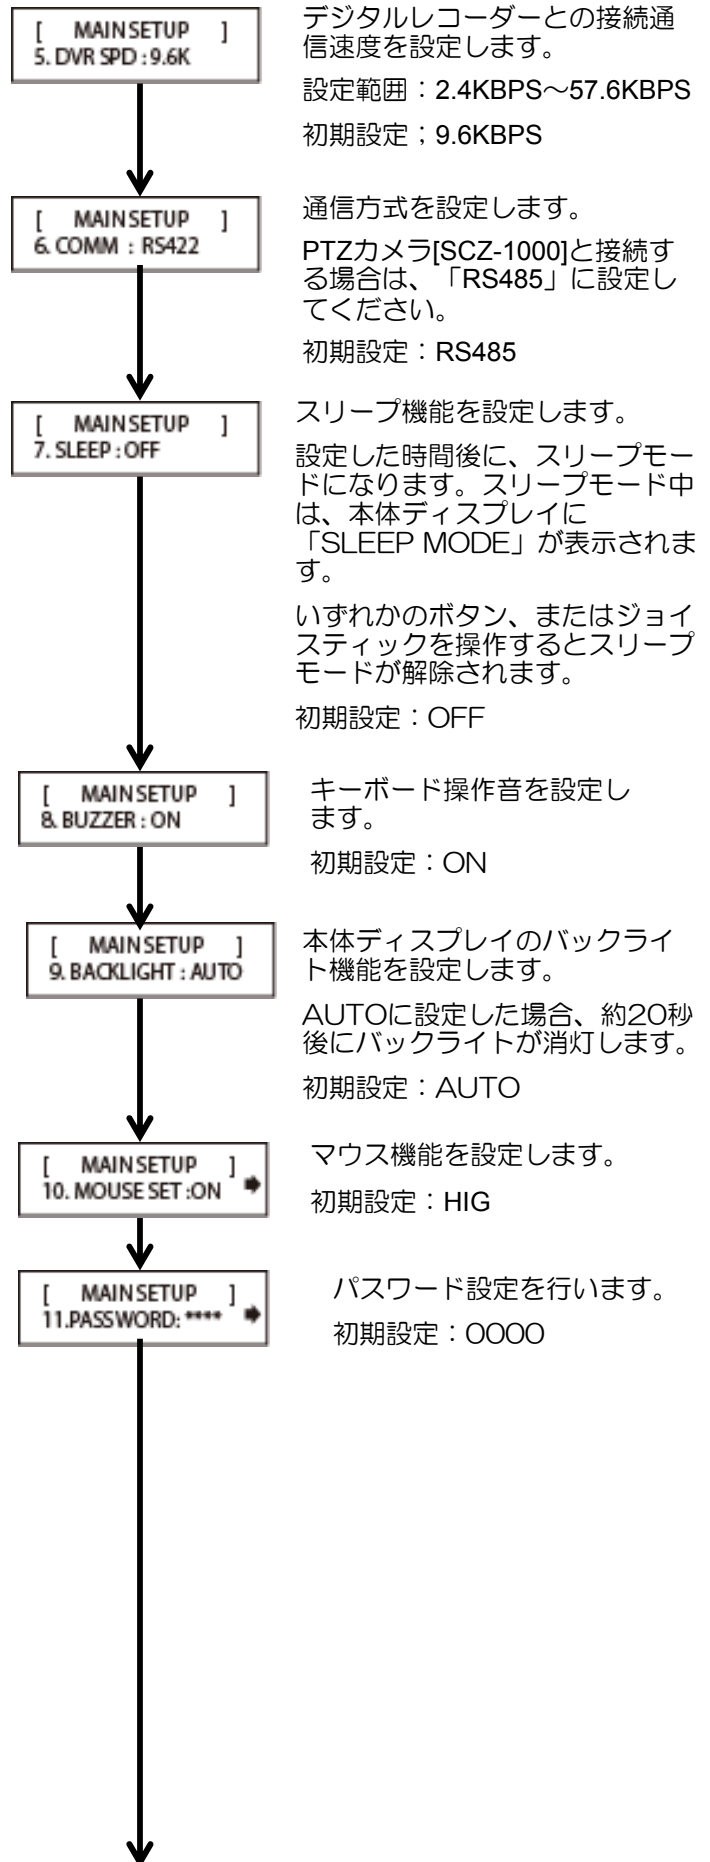 [ MAIN SETUP ]
5. DVR SPD : 9.6K
デジタルレコーダーとの接続通
信速度を設定します。
設定範囲：2.4KBPS～57.6KBPS
初期設定；9.6KBPS
[ MAIN SETUP ]
6. COMM : RS422
通信方式を設定します。
PTZカメラ[SCZ-1000]と接続す
る場合は、「RS485」に設定し
てください。
初期設定：RS485
[ MAIN SETUP ]
7. SLEEP : OFF
スリープ機能を設定します。
設定した時間後に、スリープモー
ドになります。スリープモード中
は、本体ディスプレイに
「SLEEP MODE」が表示されま
す。
いずれかのボタン、またはジョイ
スティックを操作するとスリープ
モードが解除されます。
初期設定：OFF
[ MAIN SETUP ]
8. BUZZER : ON
キーボード操作音を設定し
ます。
初期設定：ON
[ MAIN SETUP ]
9. BACKLIGHT : AUTO
本体ディスプレイのバックライ
ト機能を設定します。
AUTOに設定した場合、約20秒
後にバックライトが消灯します。
初期設定：AUTO
[ MAIN SETUP ]
10. MOUSE SET :ON
マウス機能を設定します。
初期設定：HIG
[ MAIN SETUP ]
11.PASSWORD: ****
パスワード設定を行います。
初期設定：0000